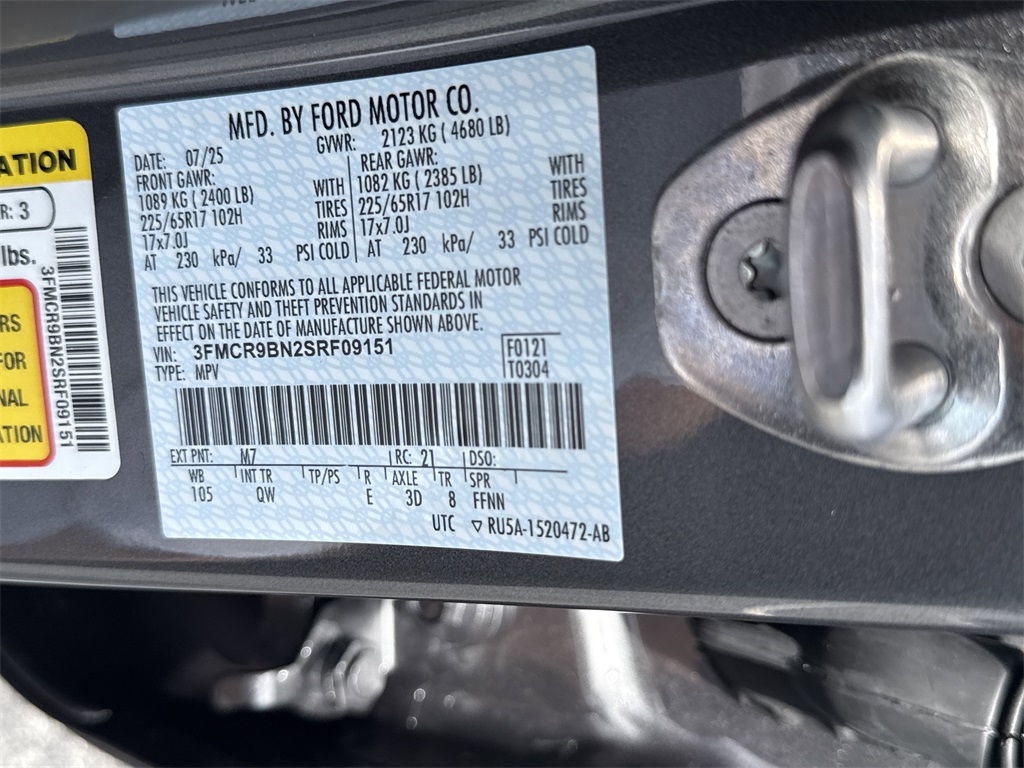 MFD. BY FORD MOTOR CO.
DATE: 07/25 GVWR: 2123 KG ( 4680 LB)
FRONT GAWR: REAR GAWR:
1089 KG ( 2400 LB) WITH 1082 KG ( 2385 LB) WITH
225/65R17 102H TIRES 225/65R17 102H TIRES
17x7.0J RIMS 17x7.0J RIMS
AT 230 kPa/ 33 PSI COLD AT 230 kPa/ 33 PSI COLD
THIS VEHICLE CONFORMS TO ALL APPLICABLE FEDERAL MOTOR
VEHICLE SAFETY AND THEFT PREVENTION STANDARDS IN
EFFECT ON THE DATE OF MANUFACTURE SHOWN ABOVE.
VIN: 3FMCR9BN2SRF09151 F0121
TYPE: MPV T0304
EXT PNT: M7 RC: 21 DSO:
WB INT TR TP/PS R AXLE TR SPR
105 QW E 3D 8 FFNN
UTC ▽ RU5A-1520472-AB
ATION
R: 3
lbs.
3FMCR9BN2SRF09151
RS
FOR
NAL
ATION